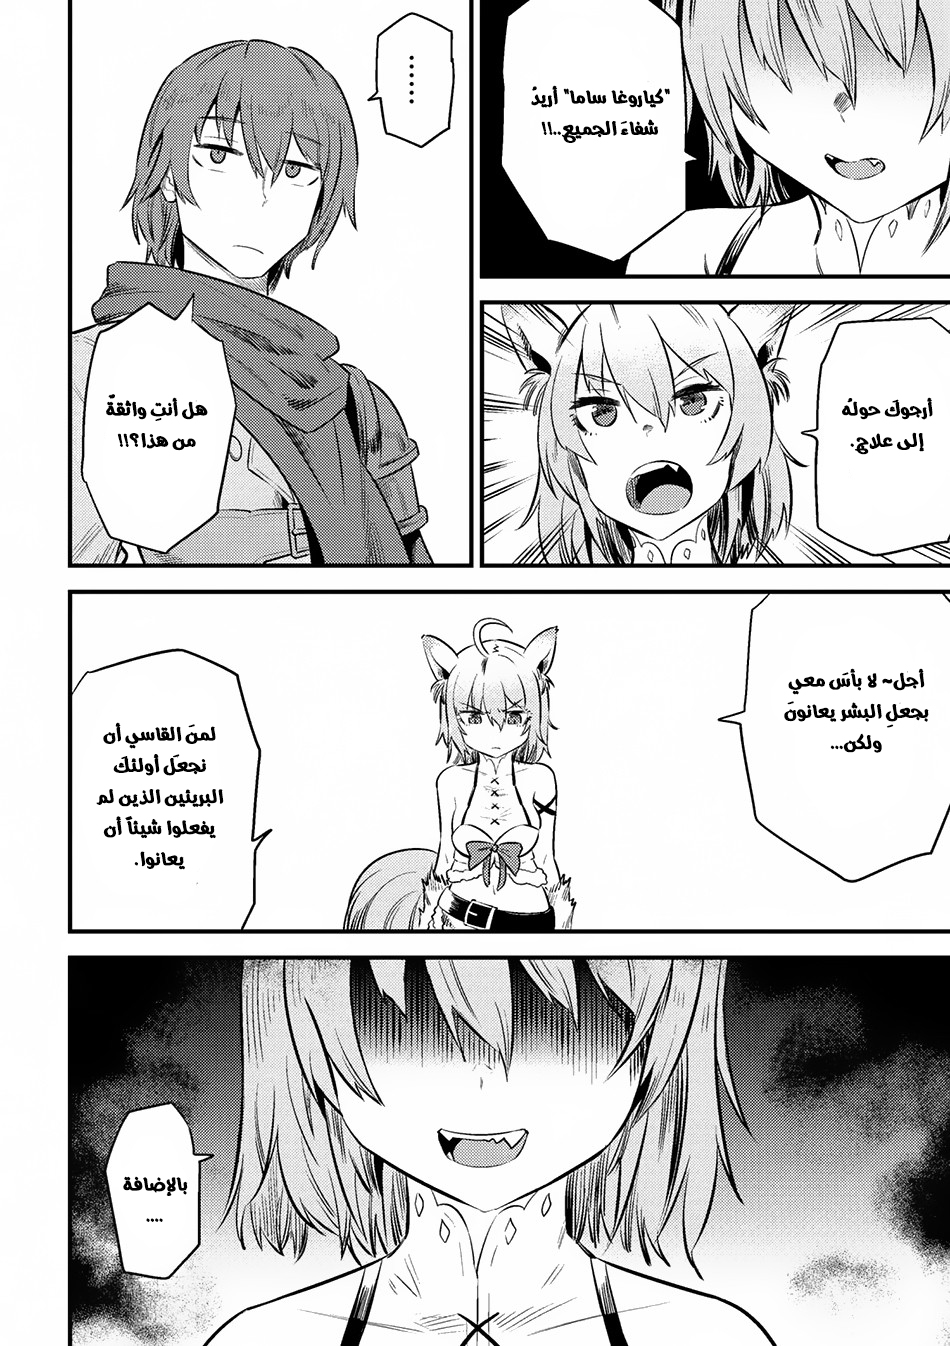 "كياروغا ساما" أريدُ
شفاءَ الجميع..!!
أرجوكَ حولهُ
إلى علاجٍ.
......
هل أنتِ واثقةٌ
من هذا؟!!
أجل~ لا بأسَ معي
بجعلِ البشر يعانونَ
ولكن...
لمنَ القاسي أن
نجعلَ أولئكَ
البريئين الذين لم
يفعلوا شيئاً أن
يعانوا.
بالإضافة
....